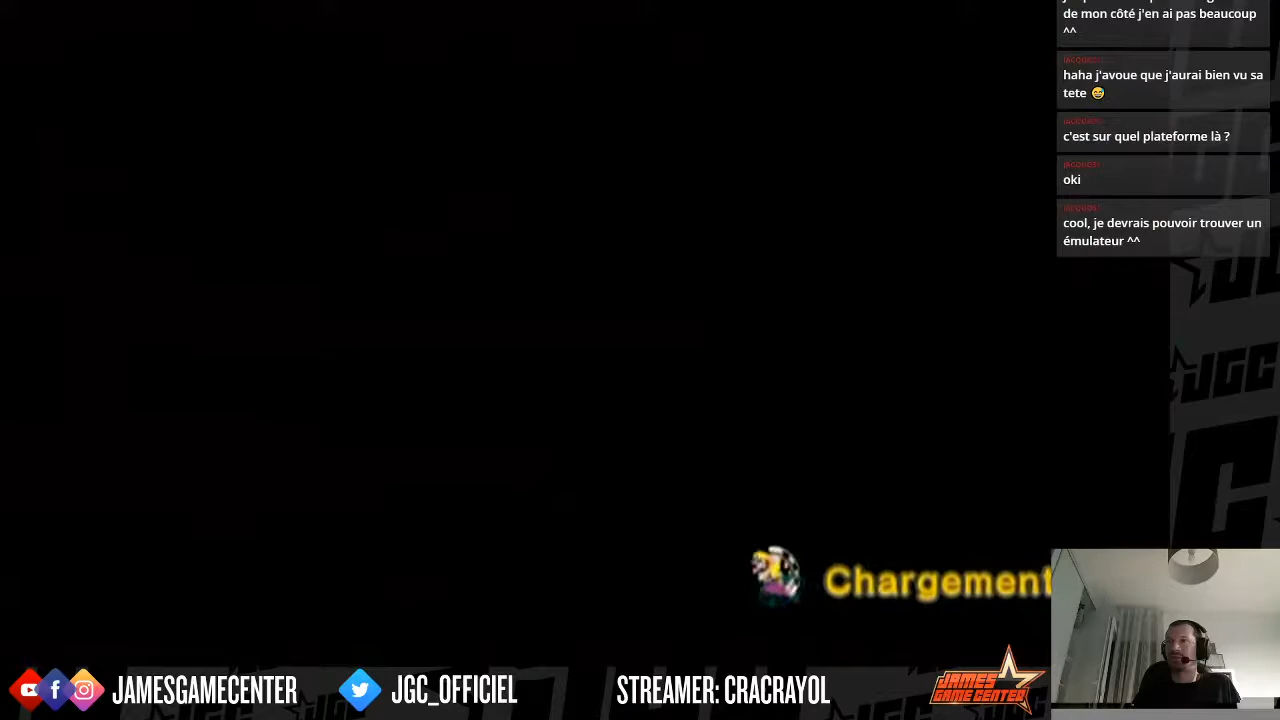 de mon côté j'en ai pas beaucoup
^^
haha j'avoue que j'aurai bien vu sa
tete 😅
c'est sur quel plateforme là ?
oki
cool, je devrais pouvoir trouver un
émulateur ^^
Chargement
JAMESGAMECENTER
JGC_OFFICIEL
STREAMER: CRACRAYOL
JAMES
GAME CENTER
JGC